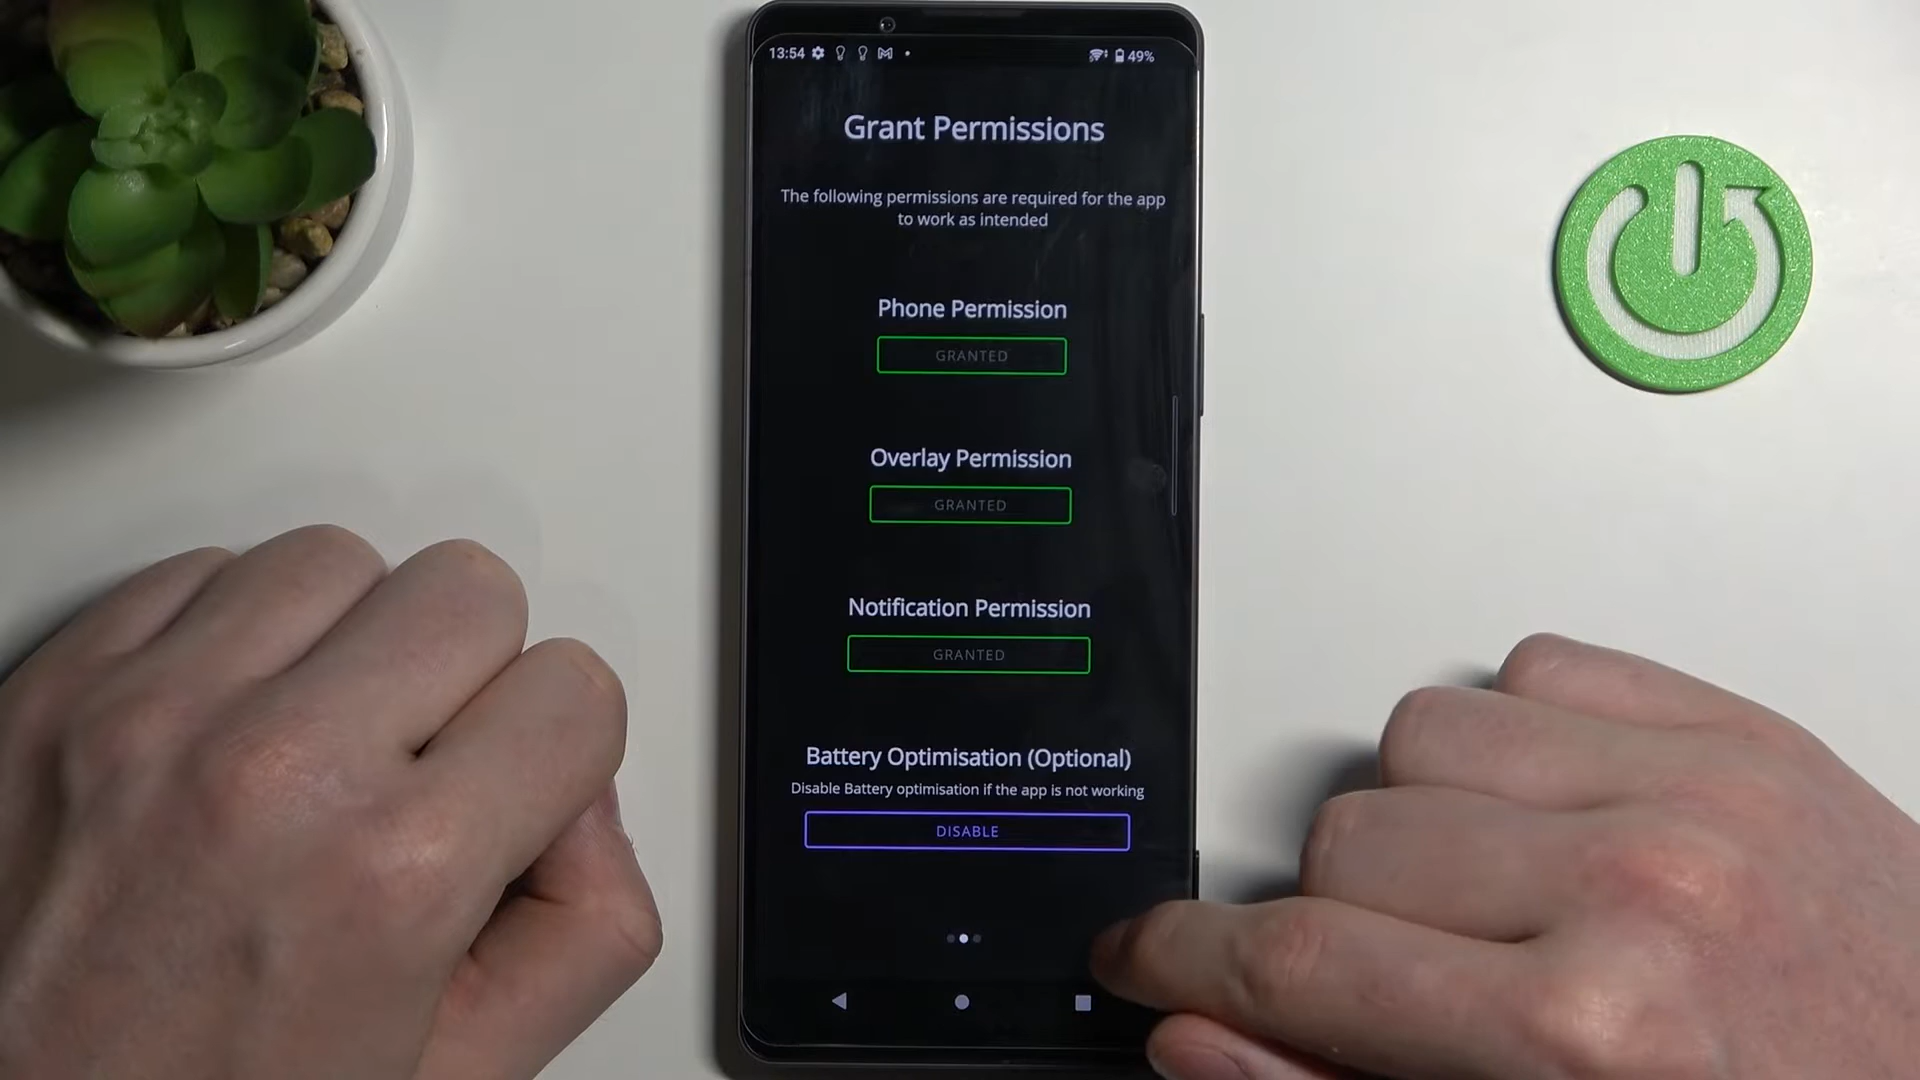 13:54
49%
Grant Permissions
The following permissions are required for the app
to work as intended
Phone Permission
GRANTED
Overlay Permission
GRANTED
Notification Permission
GRANTED
Battery Optimisation (Optional)
Disable Battery optimisation if the app is not working
DISABLE